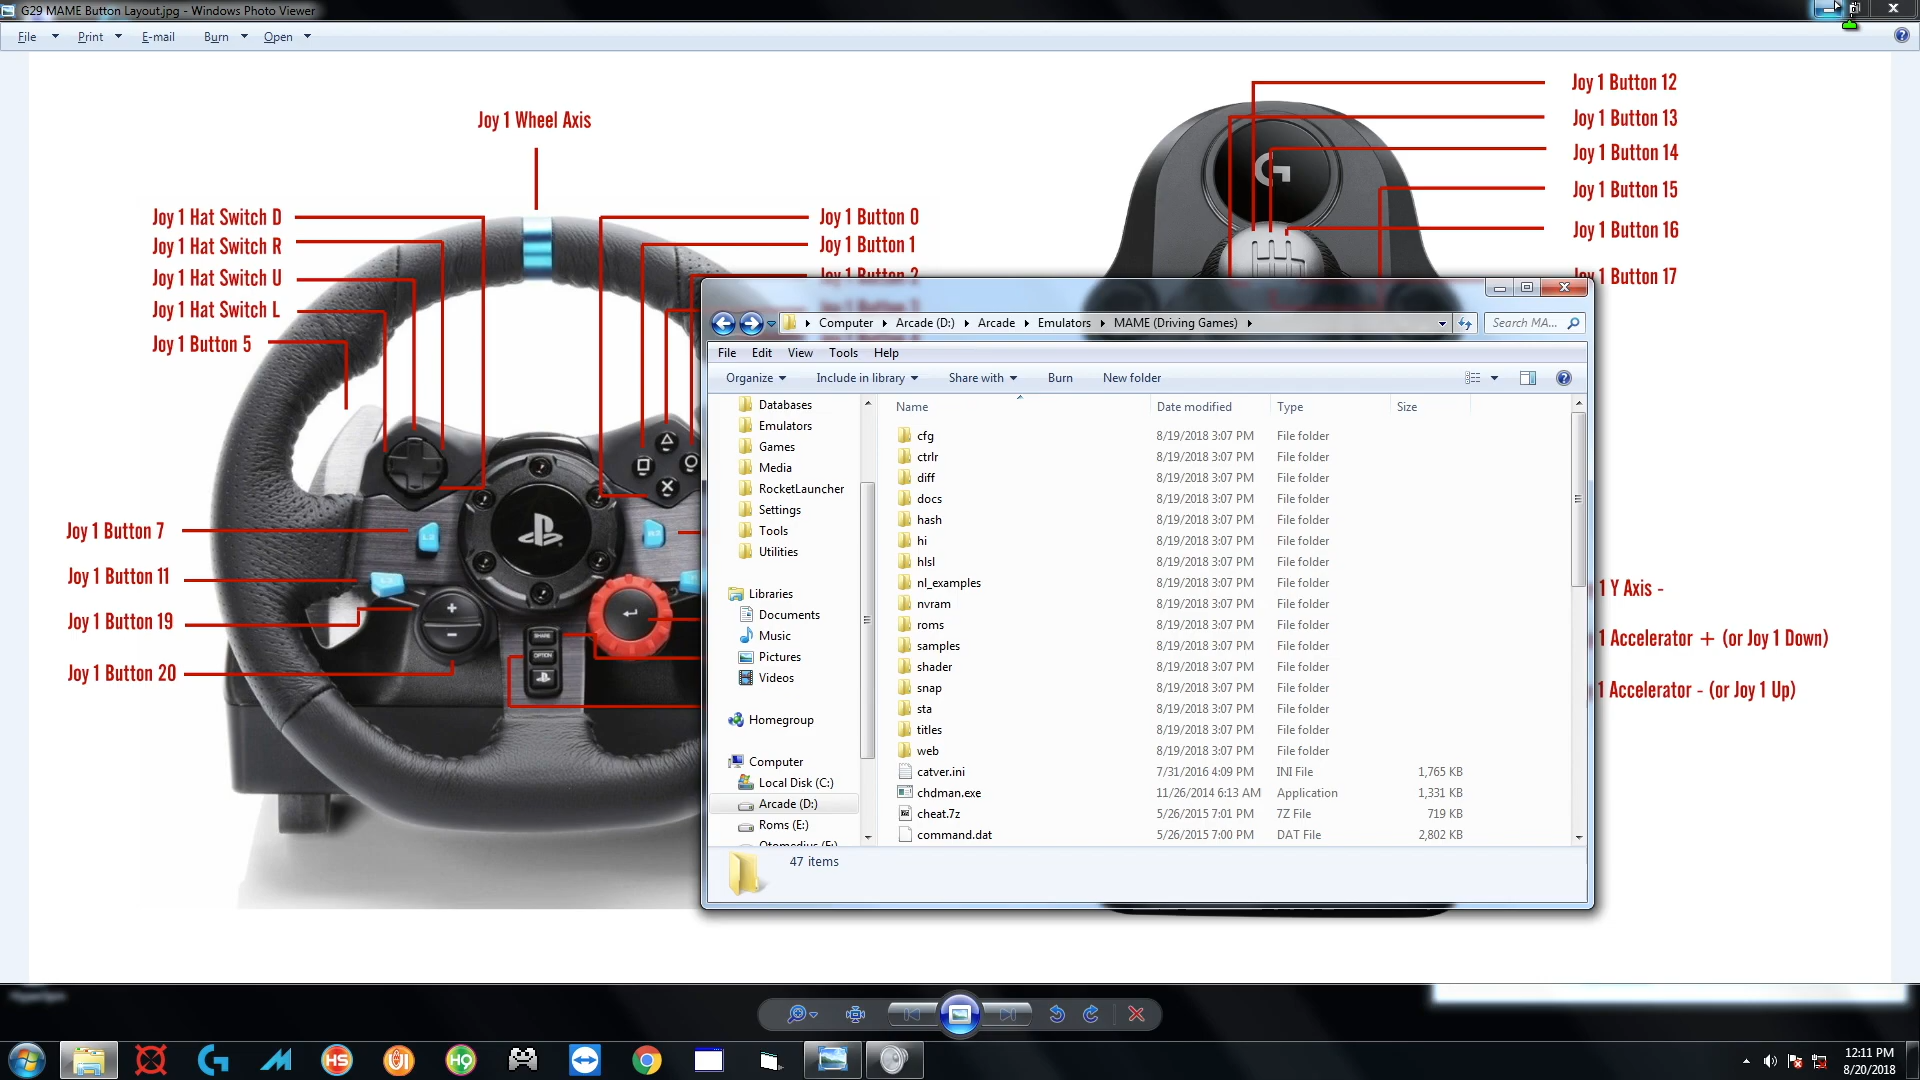 G29 MAME Button Layout.jpg - Windows Photo Viewer
File Print E-mail Burn Open
Joy 1 Wheel Axis
Joy 1 Hat Switch D
Joy 1 Hat Switch R
Joy 1 Hat Switch U
Joy 1 Hat Switch L
Joy 1 Button 5
Joy 1 Button 7
Joy 1 Button 11
Joy 1 Button 19
Joy 1 Button 20
Joy 1 Button 0
Joy 1 Button 1
Joy 1 Button 2
Joy 1 Button 12
Joy 1 Button 13
Joy 1 Button 14
Joy 1 Button 15
Joy 1 Button 16
Joy 1 Button 17
1 Y Axis -
1 Accelerator + (or Joy 1 Down)
1 Accelerator - (or Joy 1 Up)
L2
SHARE
OPTION
Computer Arcade (D:) Arcade Emulators MAME (Driving Games)
Search MA...
File Edit View Tools Help
Organize Include in library Share with Burn New folder
Databases
Emulators
Games
Media
RocketLauncher
Settings
Tools
Utilities
Libraries
Documents
Music
Pictures
Videos
Homegroup
Computer
Local Disk (C:)
Arcade (D:)
Roms (E:)
Name Date modified Type Size
cfg 8/19/2018 3:07 PM File folder
ctrlr 8/19/2018 3:07 PM File folder
diff 8/19/2018 3:07 PM File folder
docs 8/19/2018 3:07 PM File folder
hash 8/19/2018 3:07 PM File folder
hi 8/19/2018 3:07 PM File folder
hlsl 8/19/2018 3:07 PM File folder
nl_examples 8/19/2018 3:07 PM File folder
nvram 8/19/2018 3:07 PM File folder
roms 8/19/2018 3:07 PM File folder
samples 8/19/2018 3:07 PM File folder
shader 8/19/2018 3:07 PM File folder
snap 8/19/2018 3:07 PM File folder
sta 8/19/2018 3:07 PM File folder
titles 8/19/2018 3:07 PM File folder
web 8/19/2018 3:07 PM File folder
catver.ini 7/31/2016 4:09 PM INI File 1,765 KB
chdman.exe 11/26/2014 6:13 AM Application 1,331 KB
cheat.7z 5/26/2015 7:01 PM 7Z File 719 KB
command.dat 5/26/2015 7:00 PM DAT File 2,802 KB
47 items
HS
HQ
12:11 PM
8/20/2018